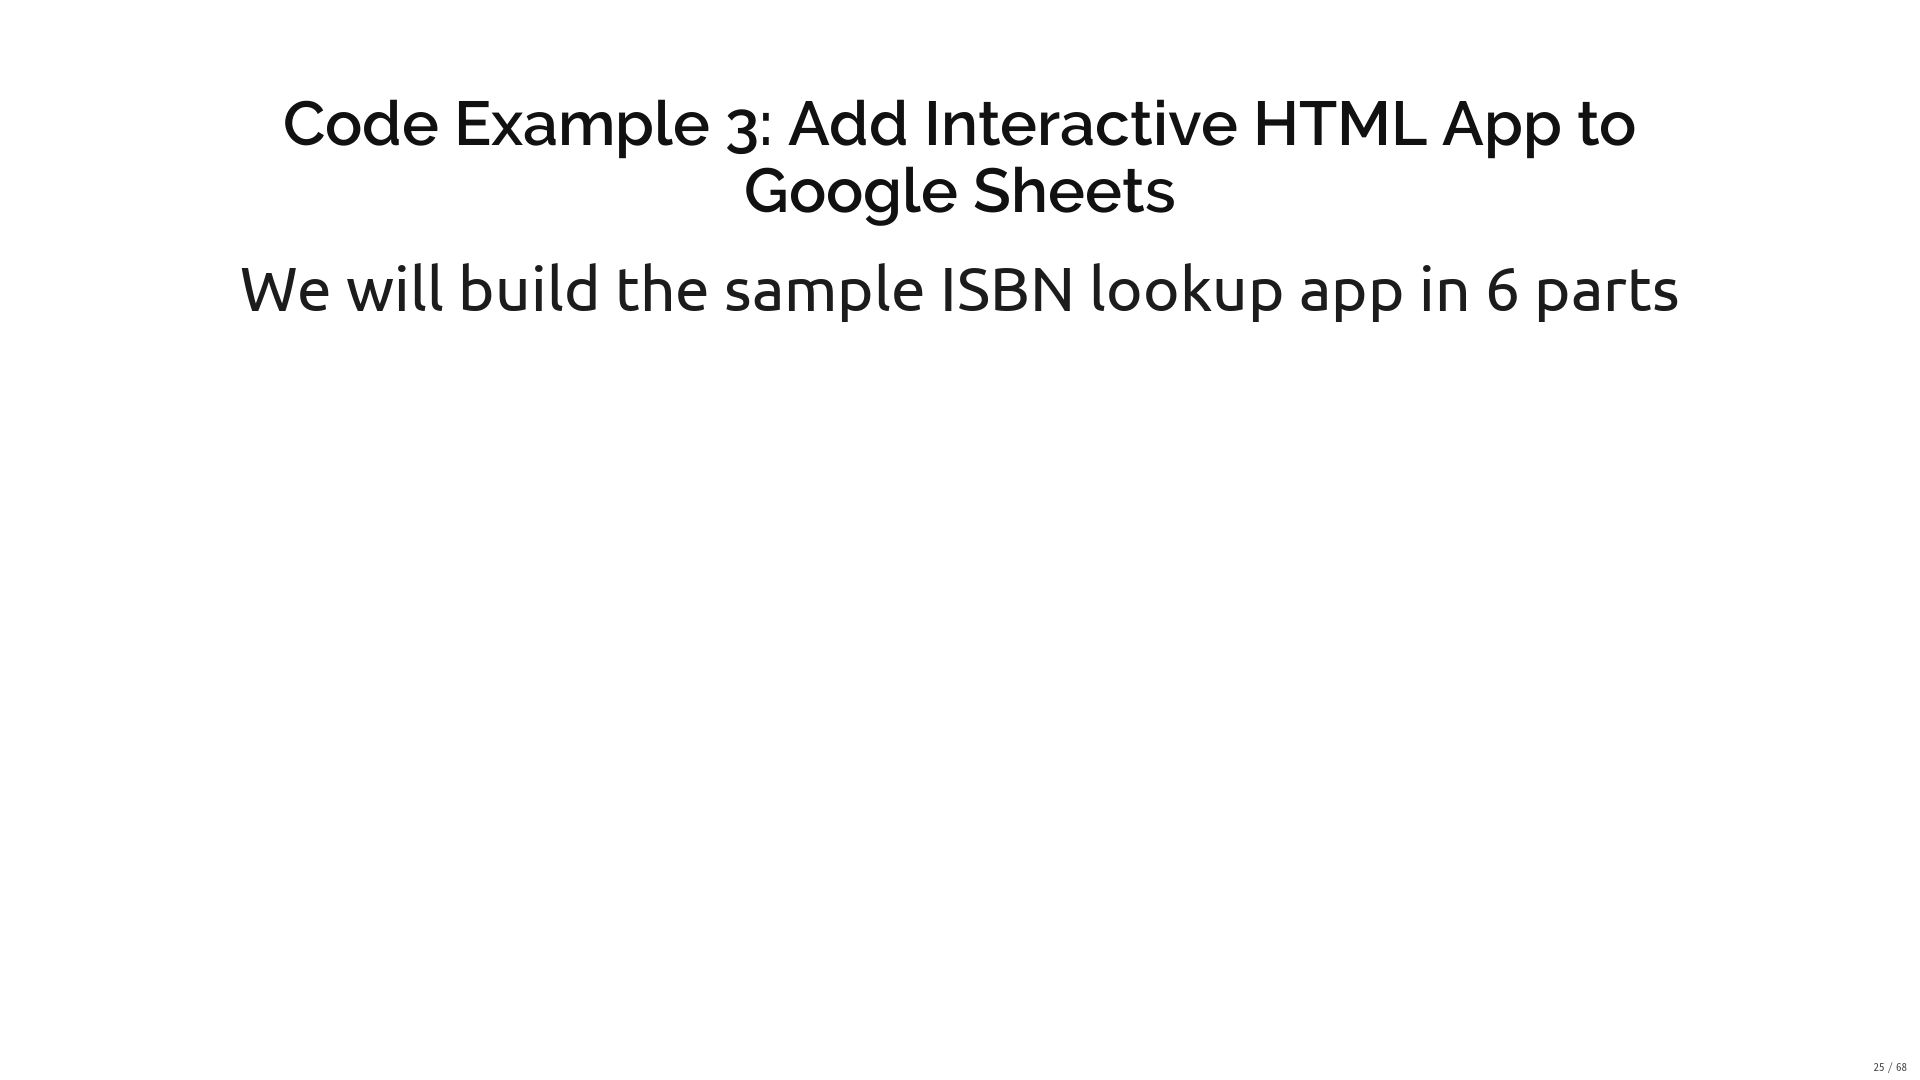 Code Example 3: Add Interactive HTML App to
Google Sheets
We will build the sample ISBN lookup app in 6 parts
25 / 68